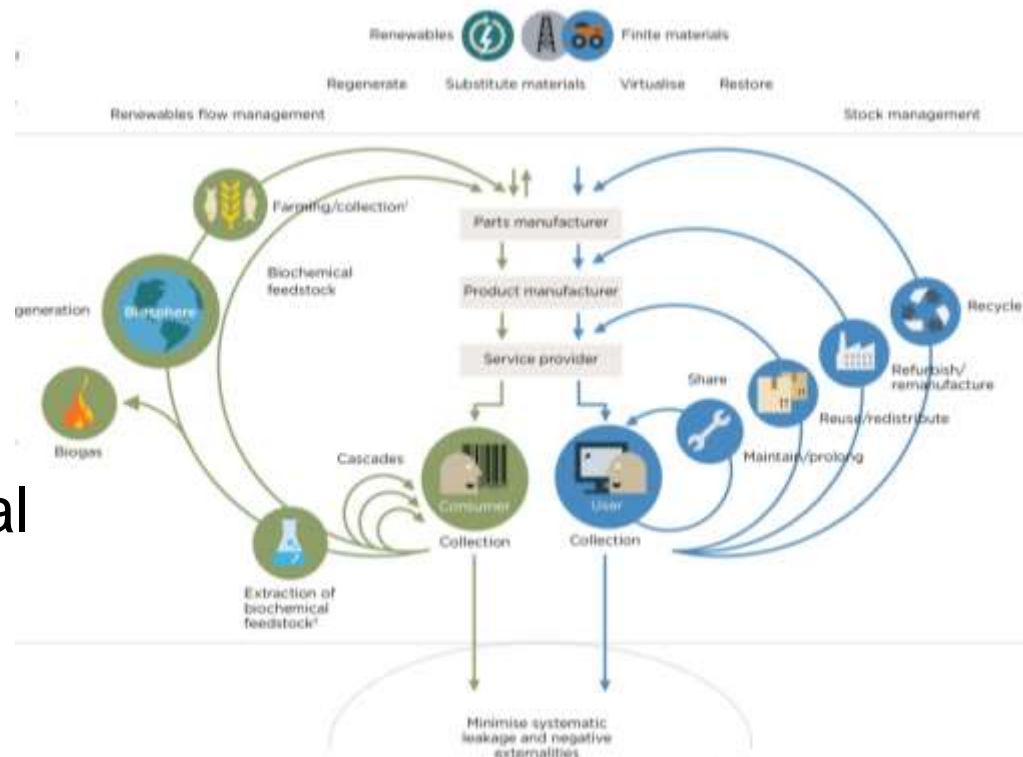 Renewables
Finite materials
Regenerate
Substitute materials
Virtualise
Restore
Renewables flow management
Stock management
Farming/collection¹
Parts manufacturer
Biochemical
feedstock
Product manufacturer
Biosphere
generation
Recycle
Service provider
Share
Refurbish/
remanufacture
Reuse/redistribute
Biogas
Cascades
Maintain/prolong
Consumer
User
al
Collection
Collection
Extraction of
biochemical
feedstock²
Minimise systematic
leakage and negative
externalities